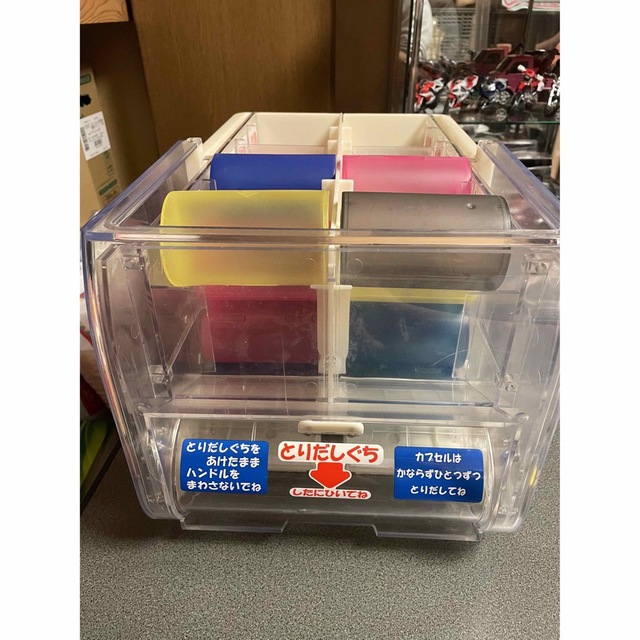 とりだしぐちを
あけたまま
ハンドルを
まわさないでね
とりだしぐち
したにひいてね
カプセルは
かならずひとつずつ
とりだしてね